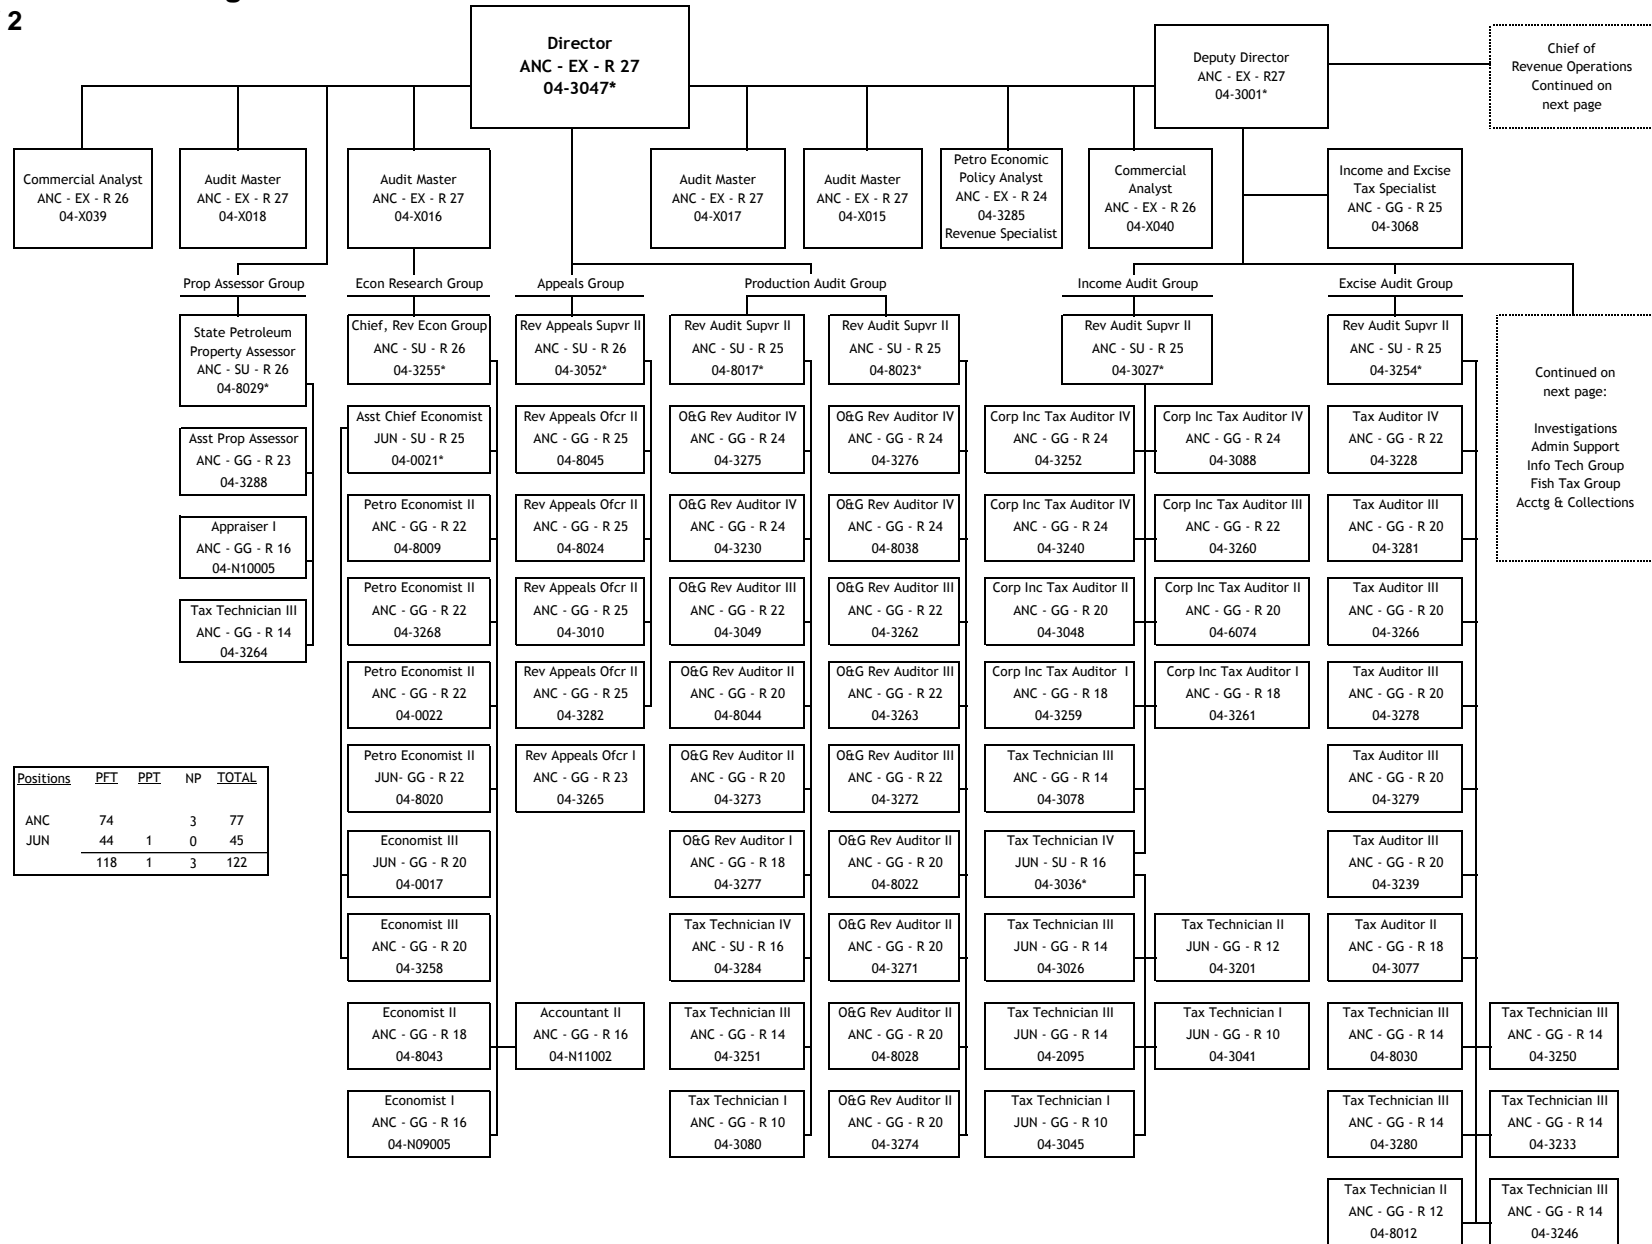 2
Director
ANC - EX - R 27
04-3047*
Deputy Director
ANC - EX - R27
04-3001*
Chief of
Revenue Operations
Continued on
next page
Commercial Analyst
ANC - EX - R 26
04-X039
Audit Master
ANC - EX - R 27
04-X018
Audit Master
ANC - EX - R 27
04-X016
Audit Master
ANC - EX - R 27
04-X017
Audit Master
ANC - EX - R 27
04-X015
Petro Economic
Policy Analyst
ANC - EX - R 24
04-3285
Revenue Specialist
Commercial
Analyst
ANC - EX - R 26
04-X040
Income and Excise
Tax Specialist
ANC - GG - R 25
04-3068
Prop Assessor Group
State Petroleum
Property Assessor
ANC - SU - R 26
04-8029*
Asst Prop Assessor
ANC - GG - R 23
04-3288
Appraiser I
ANC - GG - R 16
04-N10005
Tax Technician III
ANC - GG - R 14
04-3264
Econ Research Group
Chief, Rev Econ Group
ANC - SU - R 26
04-3255*
Asst Chief Economist
JUN - SU - R 25
04-0021*
Petro Economist II
ANC - GG - R 22
04-8009
Petro Economist II
ANC - GG - R 22
04-3268
Petro Economist II
ANC - GG - R 22
04-0022
Petro Economist II
JUN- GG - R 22
04-8020
Economist III
JUN - GG - R 20
04-0017
Economist III
ANC - GG - R 20
04-3258
Economist II
ANC - GG - R 18
04-8043
Economist I
ANC - GG - R 16
04-N09005
Appeals Group
Rev Appeals Supvr II
ANC - SU - R 26
04-3052*
Rev Appeals Ofcr II
ANC - GG - R 25
04-8045
Rev Appeals Ofcr II
ANC - GG - R 25
04-8024
Rev Appeals Ofcr II
ANC - GG - R 25
04-3010
Rev Appeals Ofcr II
ANC - GG - R 25
04-3282
Rev Appeals Ofcr I
ANC - GG - R 23
04-3265
Accountant II
ANC - GG - R 16
04-N11002
Production Audit Group
Rev Audit Supvr II
ANC - SU - R 25
04-8017*
O&G Rev Auditor IV
ANC - GG - R 24
04-3275
O&G Rev Auditor IV
ANC - GG - R 24
04-3230
O&G Rev Auditor III
ANC - GG - R 22
04-3049
O&G Rev Auditor II
ANC - GG - R 20
04-8044
O&G Rev Auditor II
ANC - GG - R 20
04-3273
O&G Rev Auditor I
ANC - GG - R 18
04-3277
Tax Technician IV
ANC - SU - R 16
04-3284
Tax Technician III
ANC - GG - R 14
04-3251
Tax Technician I
ANC - GG - R 10
04-3080
Rev Audit Supvr II
ANC - SU - R 25
04-8023*
O&G Rev Auditor IV
ANC - GG - R 24
04-3276
O&G Rev Auditor IV
ANC - GG - R 24
04-8038
O&G Rev Auditor III
ANC - GG - R 22
04-3262
O&G Rev Auditor III
ANC - GG - R 22
04-3263
O&G Rev Auditor III
ANC - GG - R 22
04-3272
O&G Rev Auditor II
ANC - GG - R 20
04-8022
O&G Rev Auditor II
ANC - GG - R 20
04-3271
O&G Rev Auditor II
ANC - GG - R 20
04-8028
O&G Rev Auditor II
ANC - GG - R 20
04-3274
Income Audit Group
Rev Audit Supvr II
ANC - SU - R 25
04-3027*
Corp Inc Tax Auditor IV
ANC - GG - R 24
04-3252
Corp Inc Tax Auditor IV
ANC - GG - R 24
04-3240
Corp Inc Tax Auditor II
ANC - GG - R 20
04-3048
Corp Inc Tax Auditor I
ANC - GG - R 18
04-3259
Tax Technician III
ANC - GG - R 14
04-3078
Tax Technician IV
JUN - SU - R 16
04-3036*
Tax Technician III
JUN - GG - R 14
04-3026
Tax Technician III
JUN - GG - R 14
04-2095
Tax Technician I
JUN - GG - R 10
04-3045
Corp Inc Tax Auditor IV
ANC - GG - R 24
04-3088
Corp Inc Tax Auditor III
ANC - GG - R 22
04-3260
Corp Inc Tax Auditor II
ANC - GG - R 20
04-6074
Corp Inc Tax Auditor I
ANC - GG - R 18
04-3261
Tax Technician II
JUN - GG - R 12
04-3201
Tax Technician I
JUN - GG - R 10
04-3041
Excise Audit Group
Rev Audit Supvr II
ANC - SU - R 25
04-3254*
Tax Auditor IV
ANC - GG - R 22
04-3228
Tax Auditor III
ANC - GG - R 20
04-3281
Tax Auditor III
ANC - GG - R 20
04-3266
Tax Auditor III
ANC - GG - R 20
04-3278
Tax Auditor III
ANC - GG - R 20
04-3279
Tax Auditor III
ANC - GG - R 20
04-3239
Tax Auditor II
ANC - GG - R 18
04-3077
Tax Technician III
ANC - GG - R 14
04-8030
Tax Technician III
ANC - GG - R 14
04-3280
Tax Technician II
ANC - GG - R 12
04-8012
Tax Technician III
ANC - GG - R 14
04-3250
Tax Technician III
ANC - GG - R 14
04-3233
Tax Technician III
ANC - GG - R 14
04-3246
Continued on
next page:
Investigations
Admin Support
Info Tech Group
Fish Tax Group
Acctg & Collections
Positions PFT PPT NP TOTAL
ANC 74 3 77
JUN 44 1 0 45
118 1 3 122